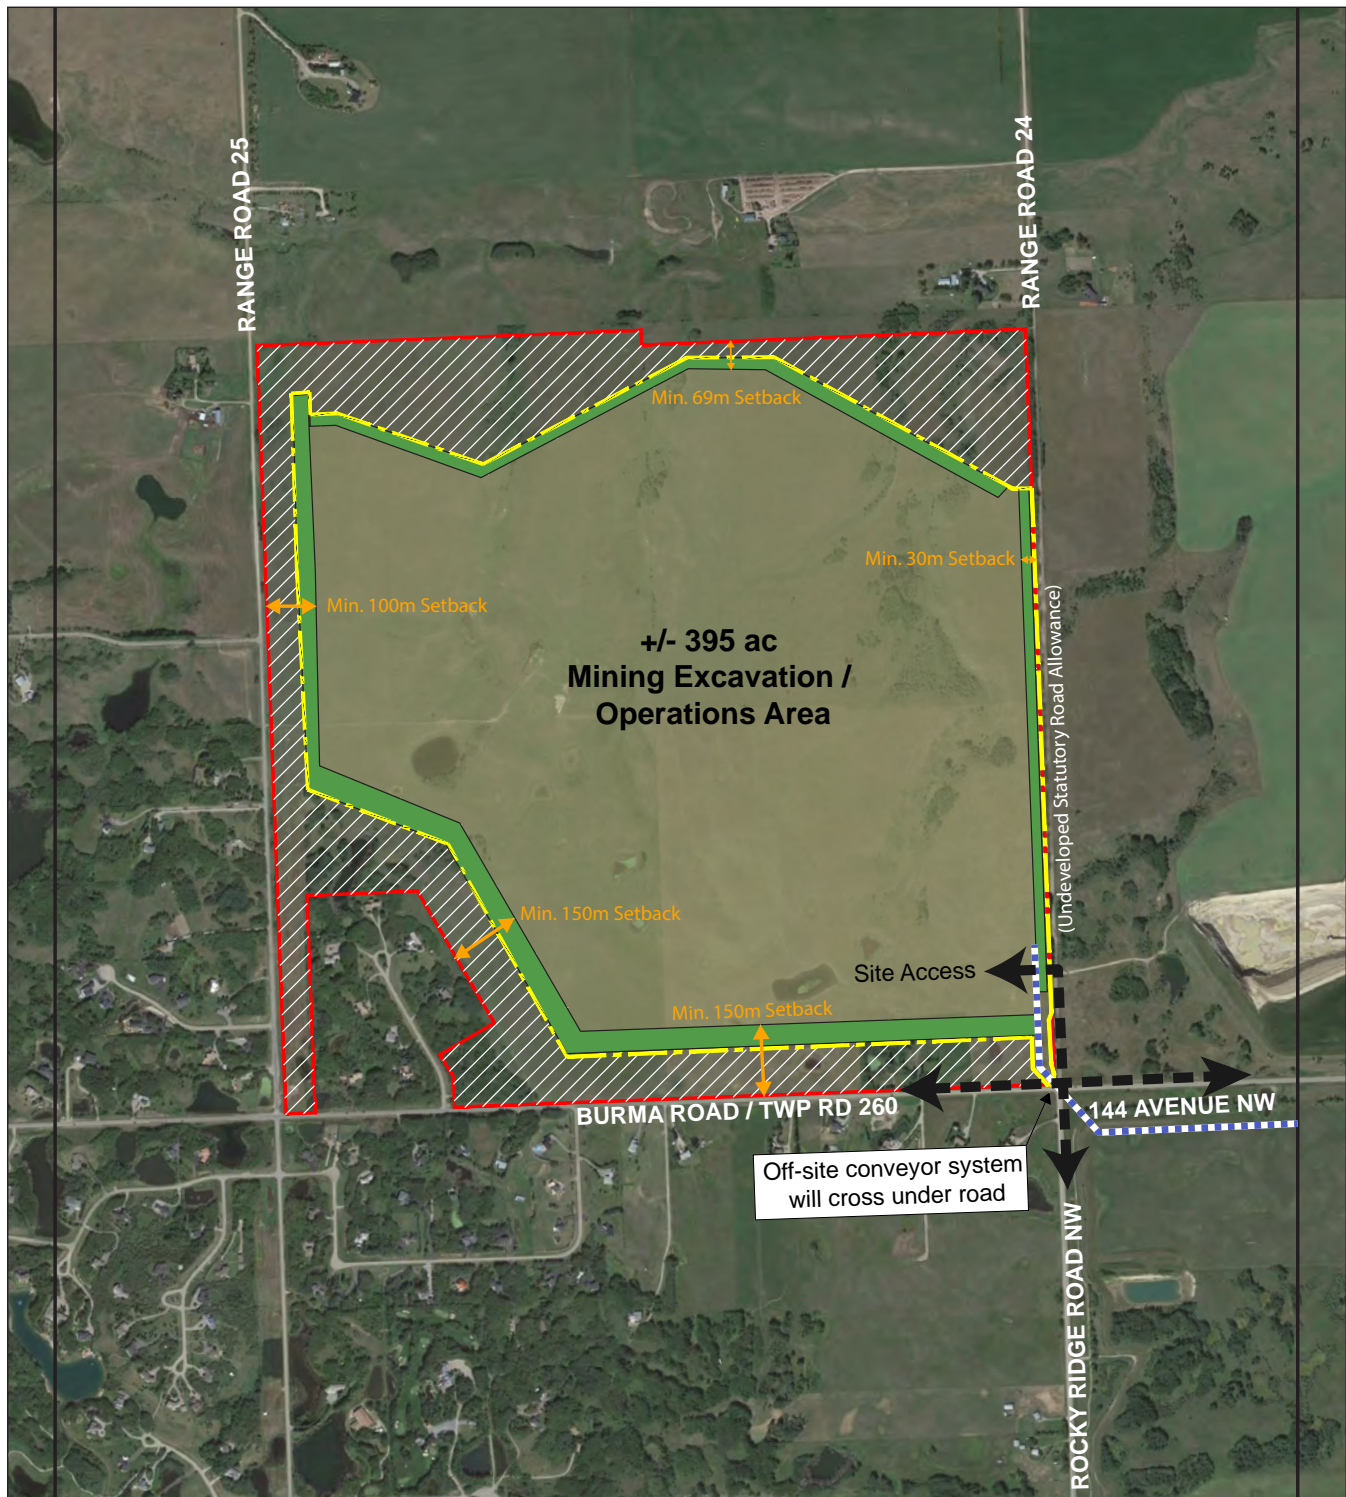 RANGE ROAD 25
RANGE ROAD 24
Min. 69m Setback
Min. 30m Setback
Min. 100m Setback
+/- 395 ac
Mining Excavation /
Operations Area
(Undeveloped Statutory Road Allowance)
Min. 150m Setback
Site Access
Min. 150m Setback
BURMA ROAD / TWP RD 260
144 AVENUE NW
Off-site conveyor system
will cross under road
ROCKY RIDGE ROAD NW